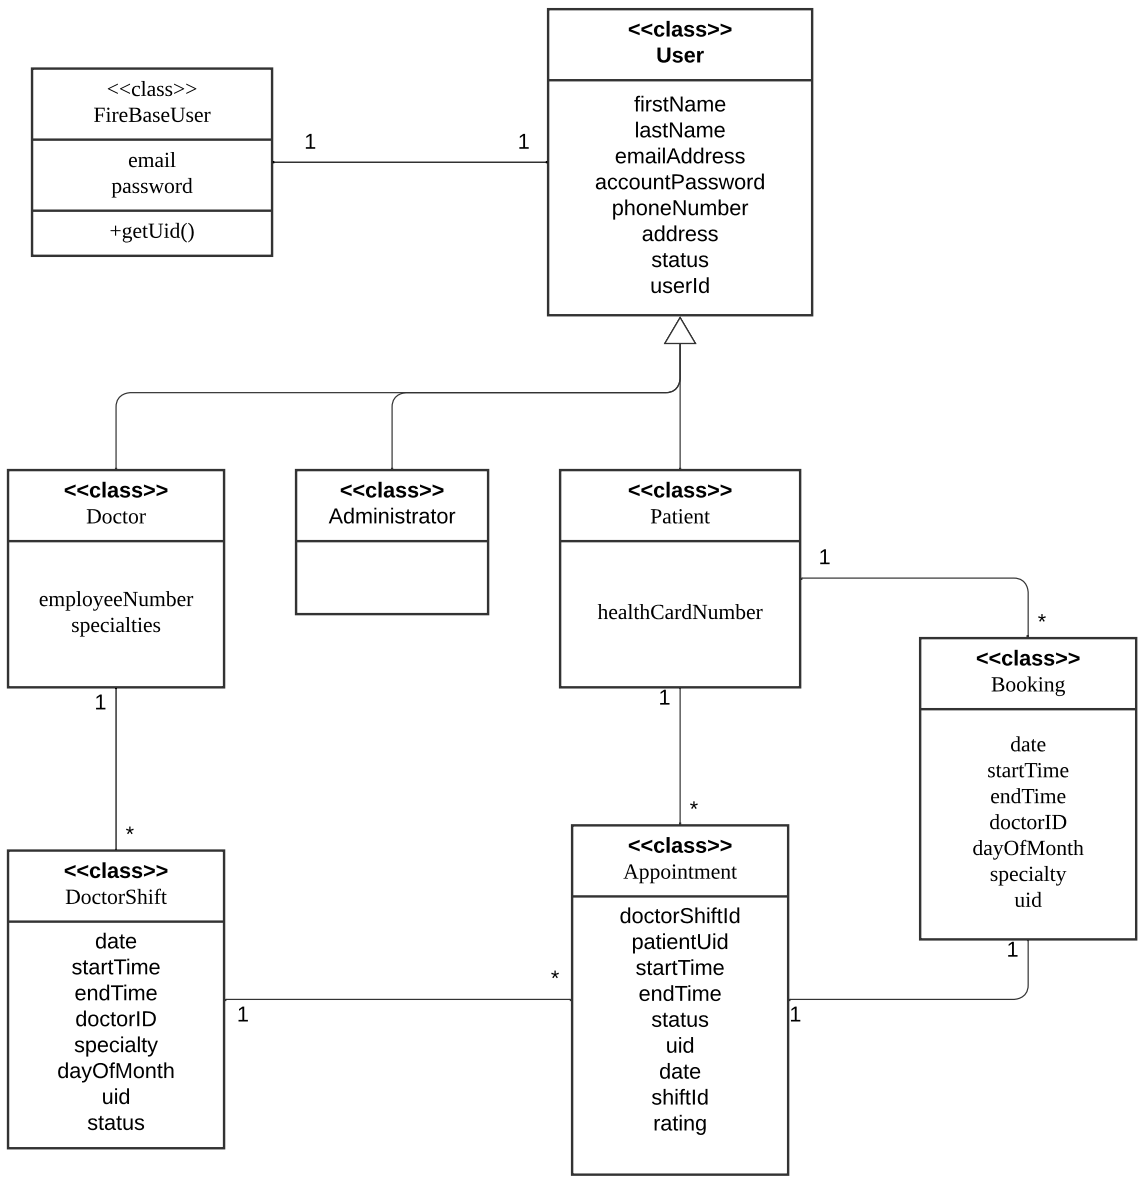 <<class>>
User
firstName
lastName
emailAddress
accountPassword
phoneNumber
address
status
userId
<<class>>
FireBaseUser
email
password
+getUid()
1
1
<<class>>
Doctor
employeeNumber
specialties
<<class>>
Administrator
<<class>>
Patient
healthCardNumber
1
*
<<class>>
Booking
date
startTime
endTime
doctorID
dayOfMonth
specialty
uid
1
1
*
1
*
<<class>>
DoctorShift
date
startTime
endTime
doctorID
specialty
dayOfMonth
uid
status
1
*
<<class>>
Appointment
doctorShiftId
patientUid
startTime
endTime
status
uid
date
shiftId
rating
1